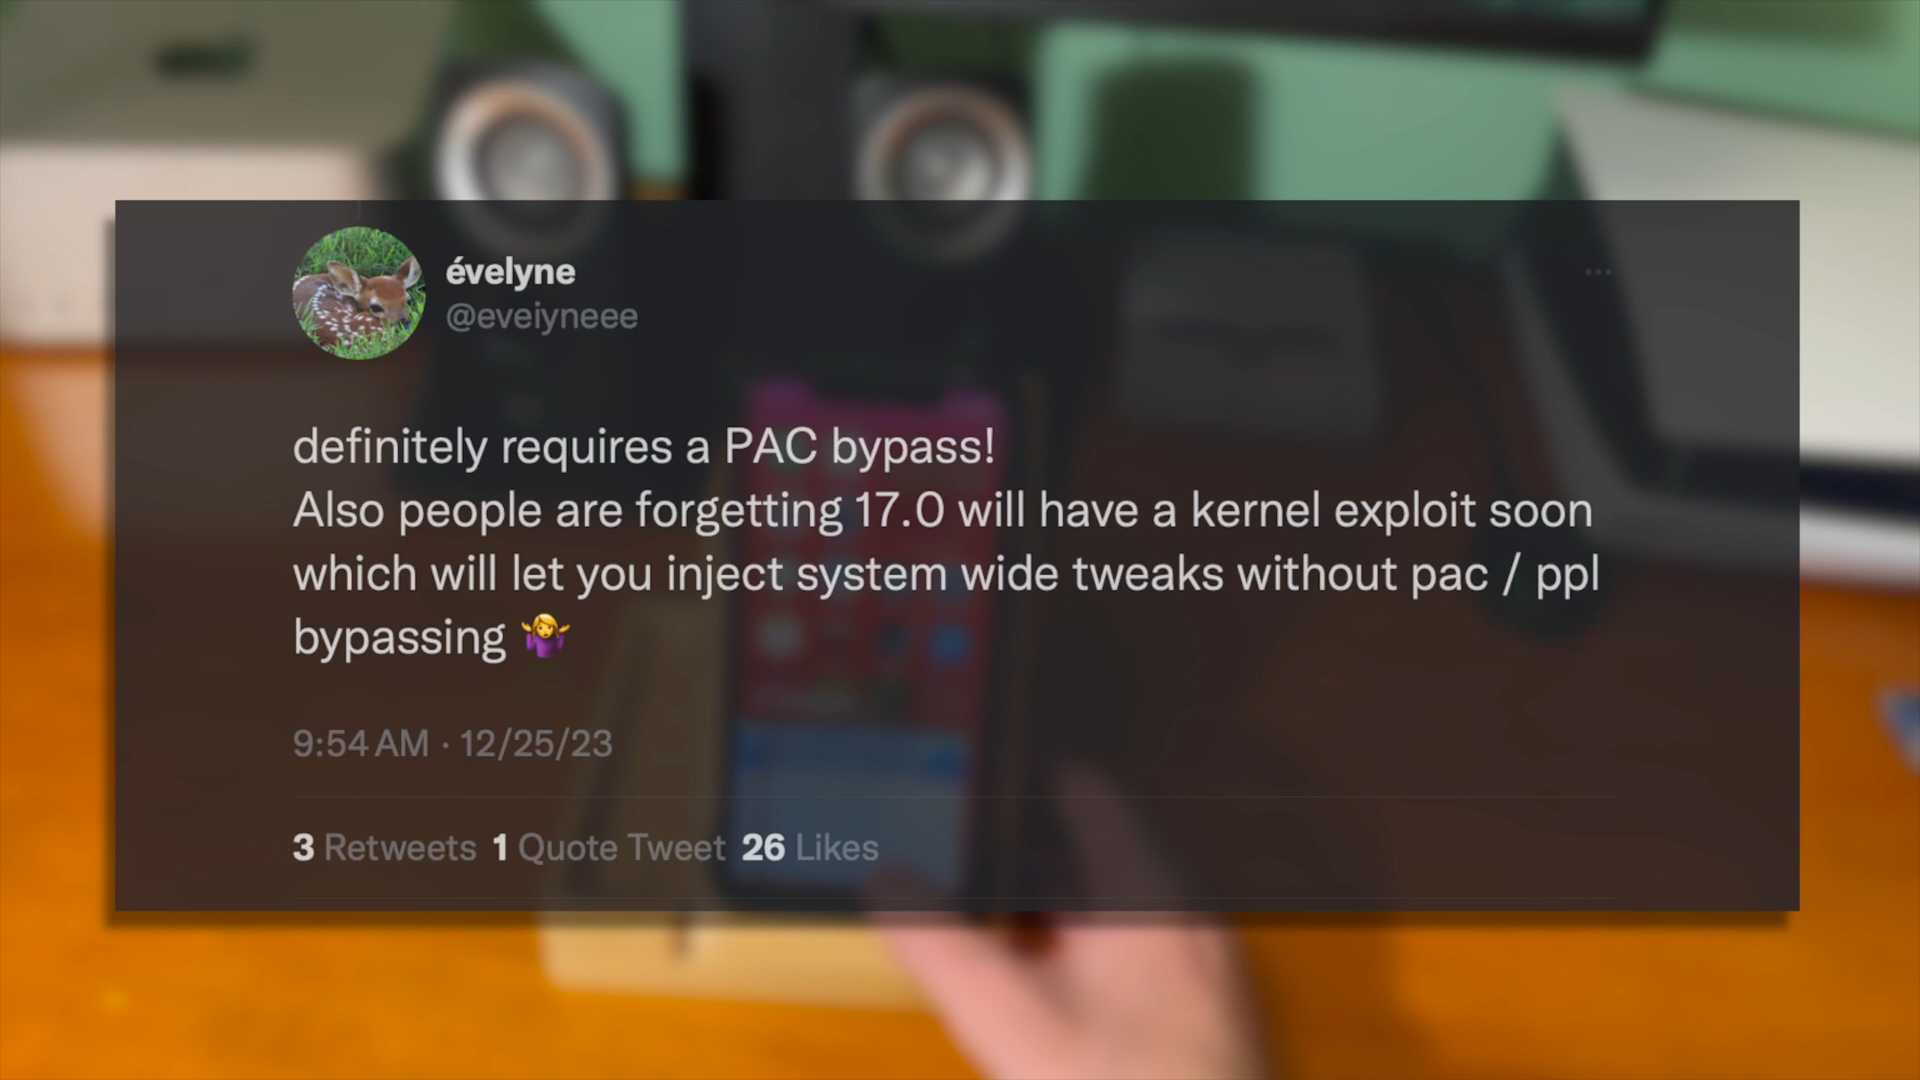 évelyne
@eveiyneee
definitely requires a PAC bypass!
Also people are forgetting 17.0 will have a kernel exploit soon
which will let you inject system wide tweaks without pac / ppl
bypassing 🤷‍♀️
9:54 AM · 12/25/23
3 Retweets 1 Quote Tweet 26 Likes